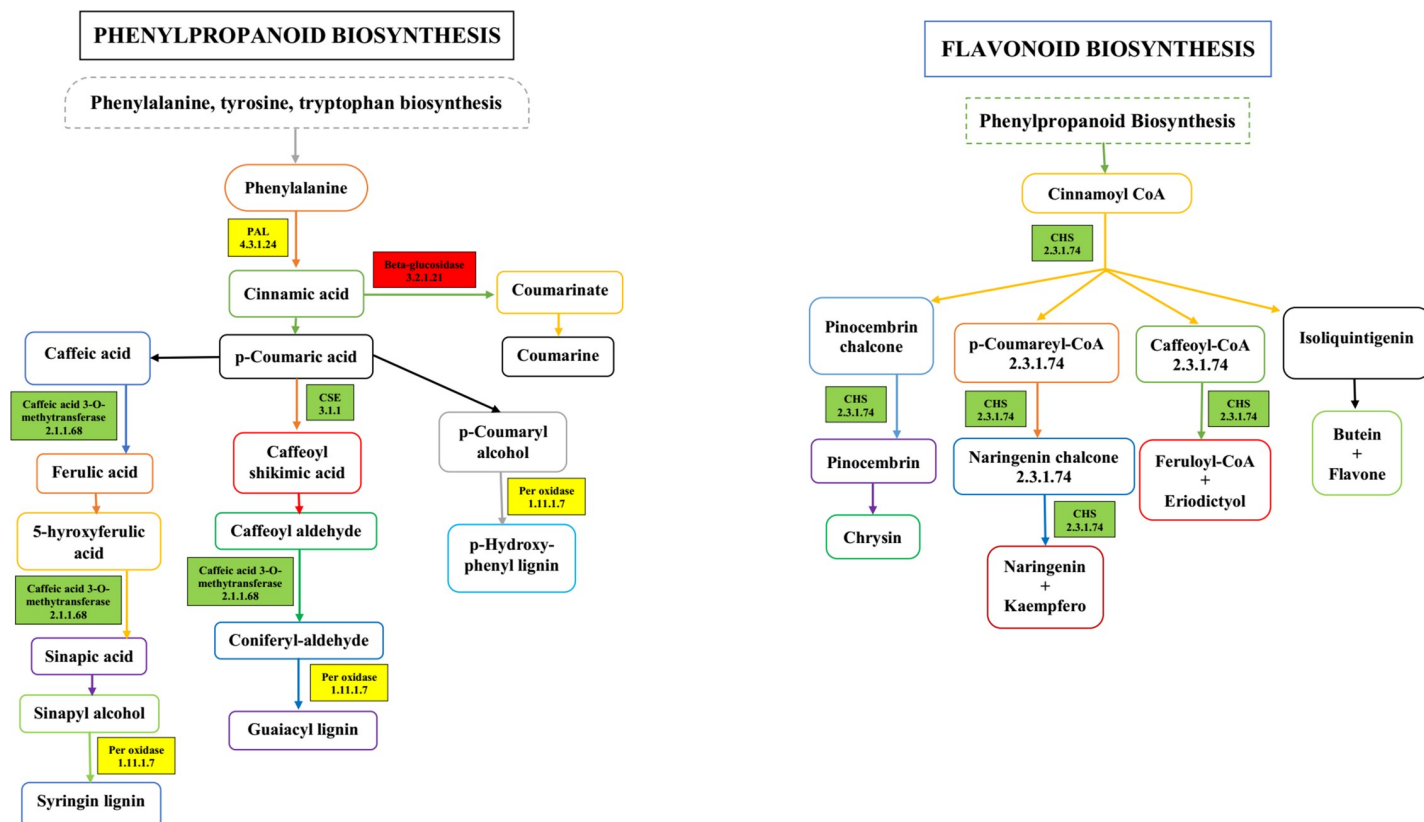 PHENYLPROPANOID BIOSYNTHESIS
Phenylalanine, tyrosine, tryptophan biosynthesis
Phenylalanine
PAL
4.3.1.24
Beta-glucosidase
3.2.1.21
Cinnamic acid
Coumarinate
Coumarine
Caffeic acid
p-Coumaric acid
Caffeic acid 3-O-
methytransferase
2.1.1.68
CSE
3.1.1
p-Coumaryl
alcohol
Ferulic acid
Caffeoyl
shikimic acid
Per oxidase
1.11.1.7
5-hyroxyferulic
acid
Caffeoyl aldehyde
p-Hydroxy-
phenyl lignin
Caffeic acid 3-O-
methytransferase
2.1.1.68
Caffeic acid 3-O-
methytransferase
2.1.1.68
Sinapic acid
Coniferyl-aldehyde
Per oxidase
1.11.1.7
Sinapyl alcohol
Guaiacyl lignin
Per oxidase
1.11.1.7
Syringin lignin
FLAVONOID BIOSYNTHESIS
Phenylpropanoid Biosynthesis
Cinnamoyl CoA
CHS
2.3.1.74
Pinocembrin
chalcone
p-Coumareyl-CoA
2.3.1.74
Caffeoyl-CoA
2.3.1.74
Isoliquintigenin
CHS
2.3.1.74
CHS
2.3.1.74
CHS
2.3.1.74
Pinocembrin
Naringenin chalcone
2.3.1.74
Feruloyl-CoA
+
Eriodictyol
Butein
+
Flavone
CHS
2.3.1.74
Chrysin
Naringenin
+
Kaempfero